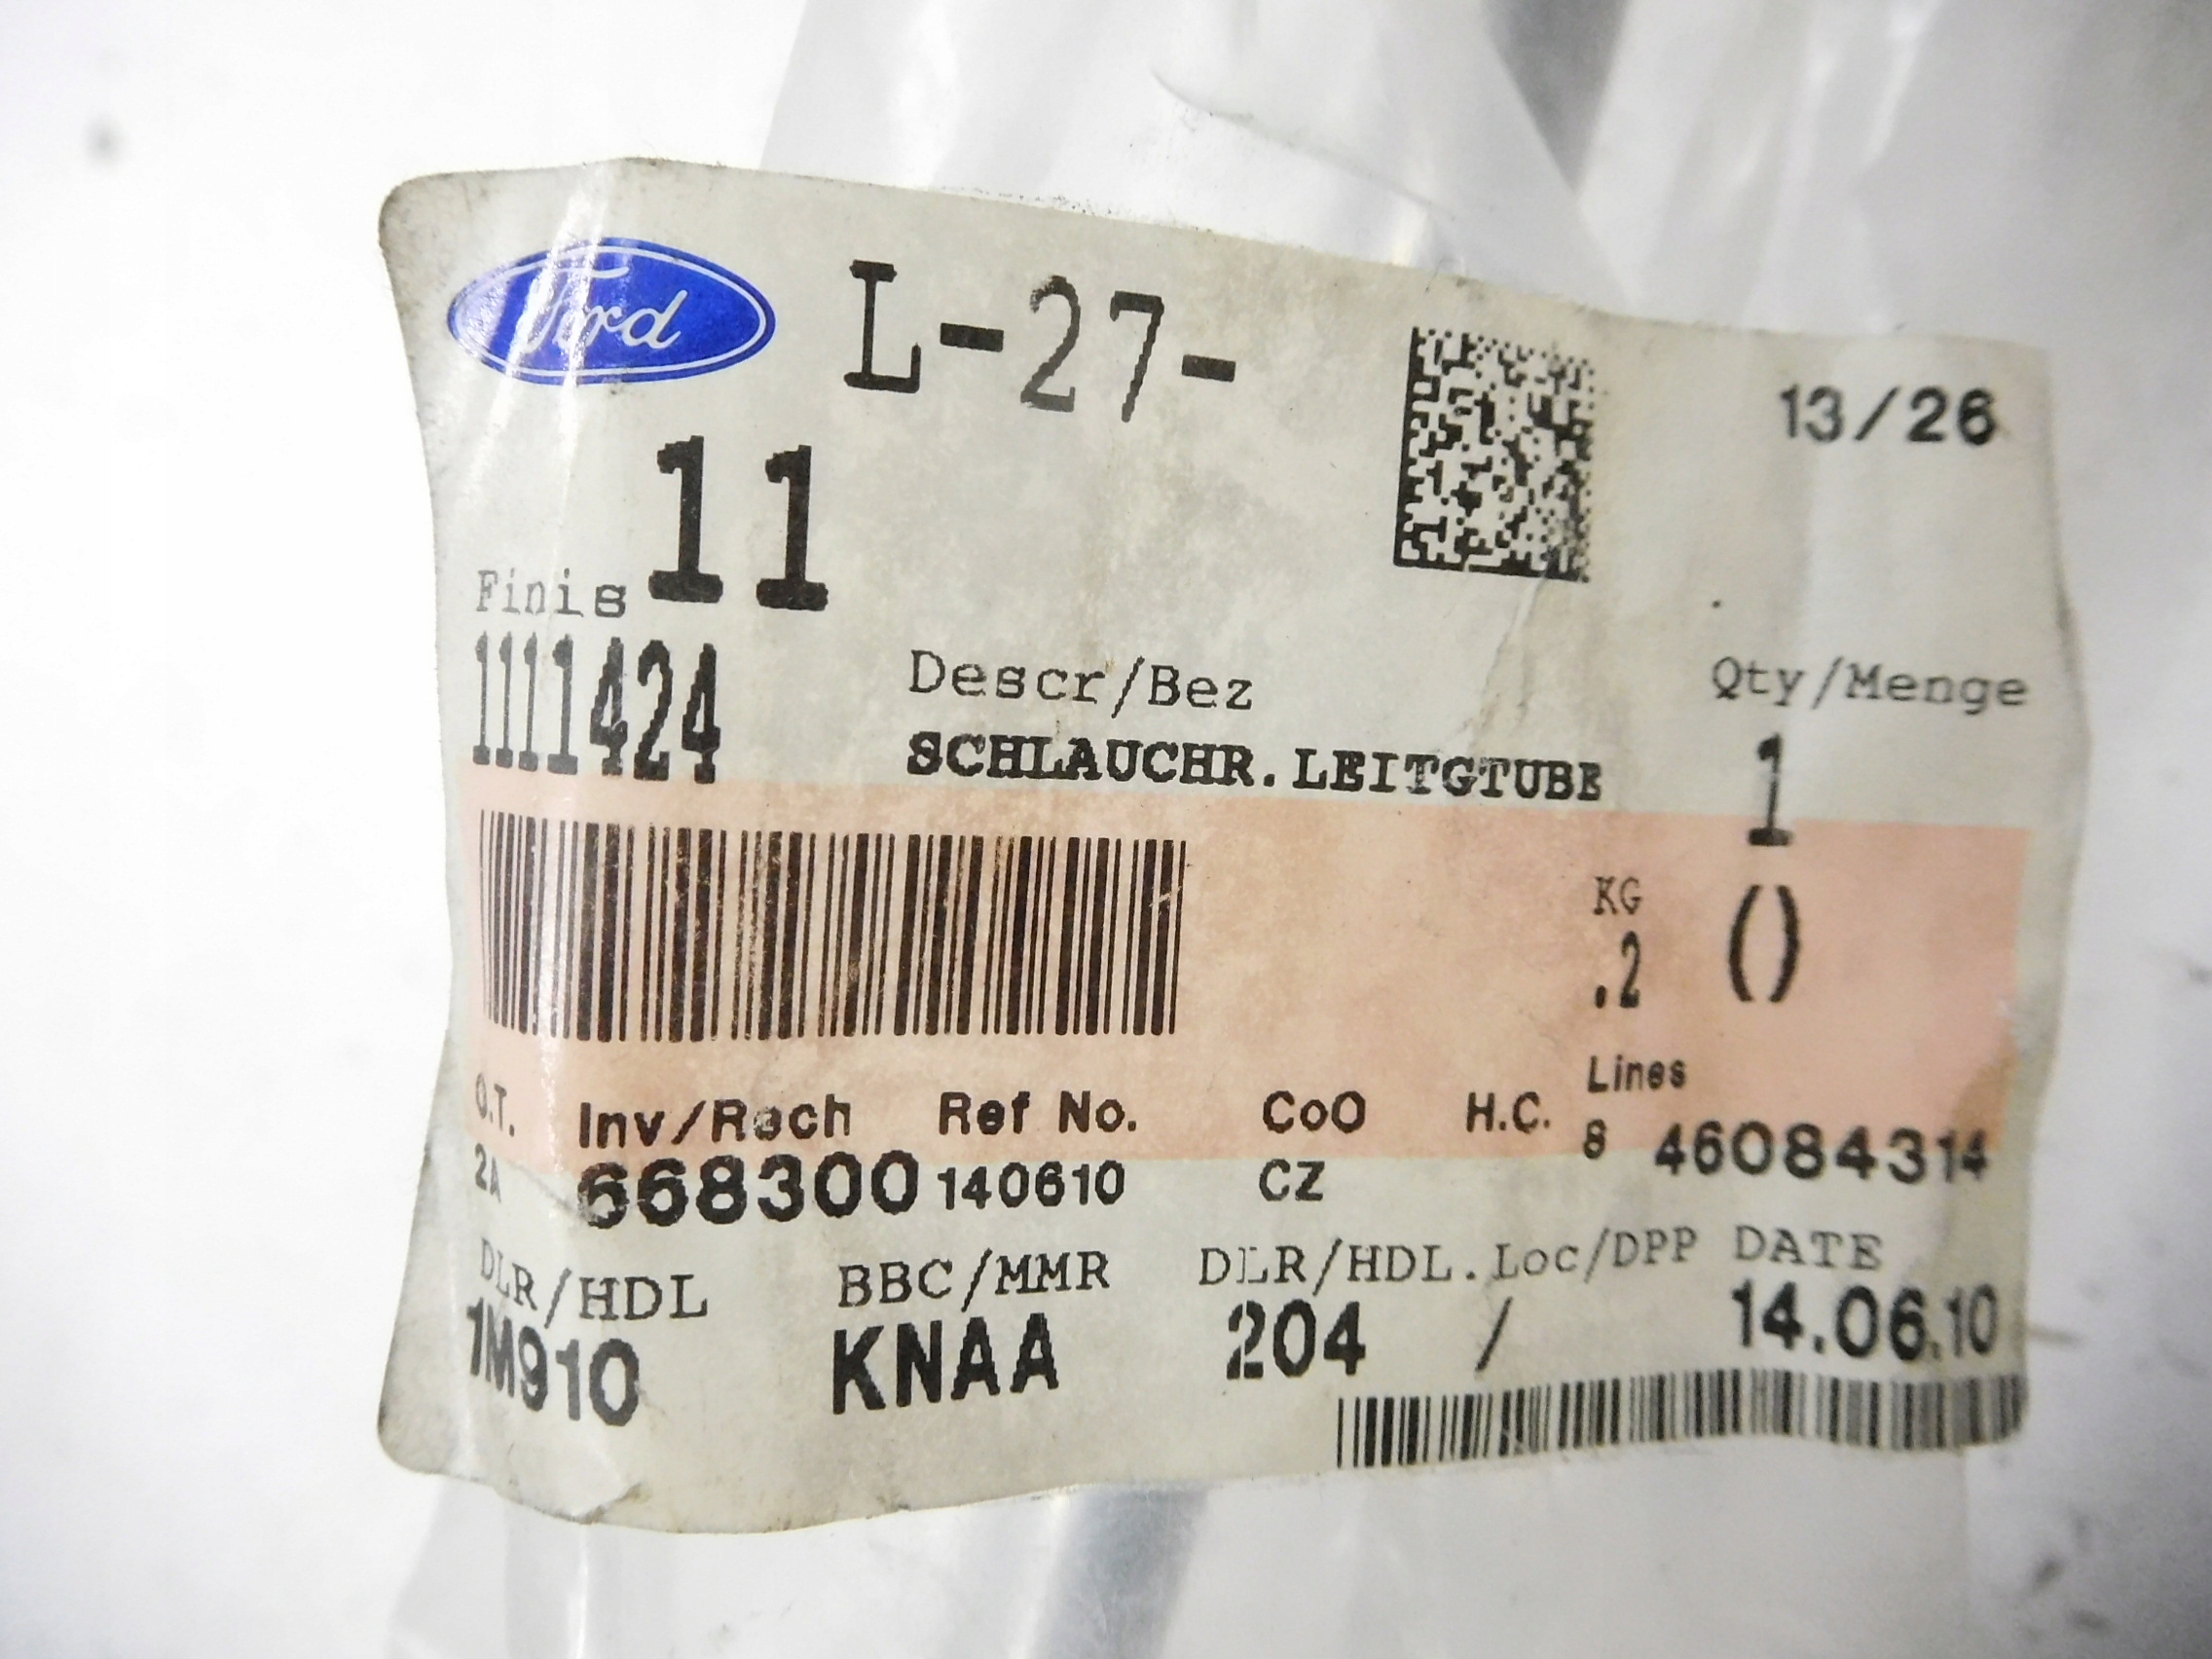 Ford L-27- 13/26
11
Finis
1111424 Descr/Bez Qty/Menge
SCHLAUCHR.LEITGTUBE 1
KG ()
.2
O.T. Inv/Rech Ref No. CoO H.C. Lines
2A 668300 140610 CZ 8 46084314
DLR/HDL BBC/MMR DLR/HDL.Loc/DPP DATE
1M910 KNAA 204 / 14.06.10